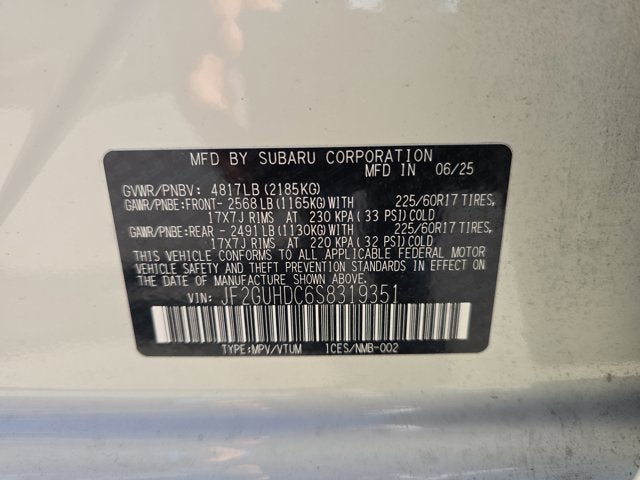 MFD BY SUBARU CORPORATION
MFD IN 06/25
GVWR/PNBV: 4817LB (2185KG)
GAWR/PNBE:FRONT- 2568 LB (1165KG)WITH 225/60R17 TIRES,
17X7J RIMS AT 230 KPA (33 PSI)COLD
GAWR/PNBE:REAR - 2491 LB (1130KG)WITH 225/60R17 TIRES,
17X7J RIMS AT 220 KPA (32 PSI)COLD
THIS VEHICLE CONFORMS TO ALL APPLICABLE FEDERAL MOTOR
VEHICLE SAFETY AND THEFT PREVENTION STANDARDS IN EFFECT ON
THE DATE OF MANUFACTURE SHOWN ABOVE.
VIN: JF2GUHDC6S8319351
TYPE:MPV/VTUM ICES/NMB-002